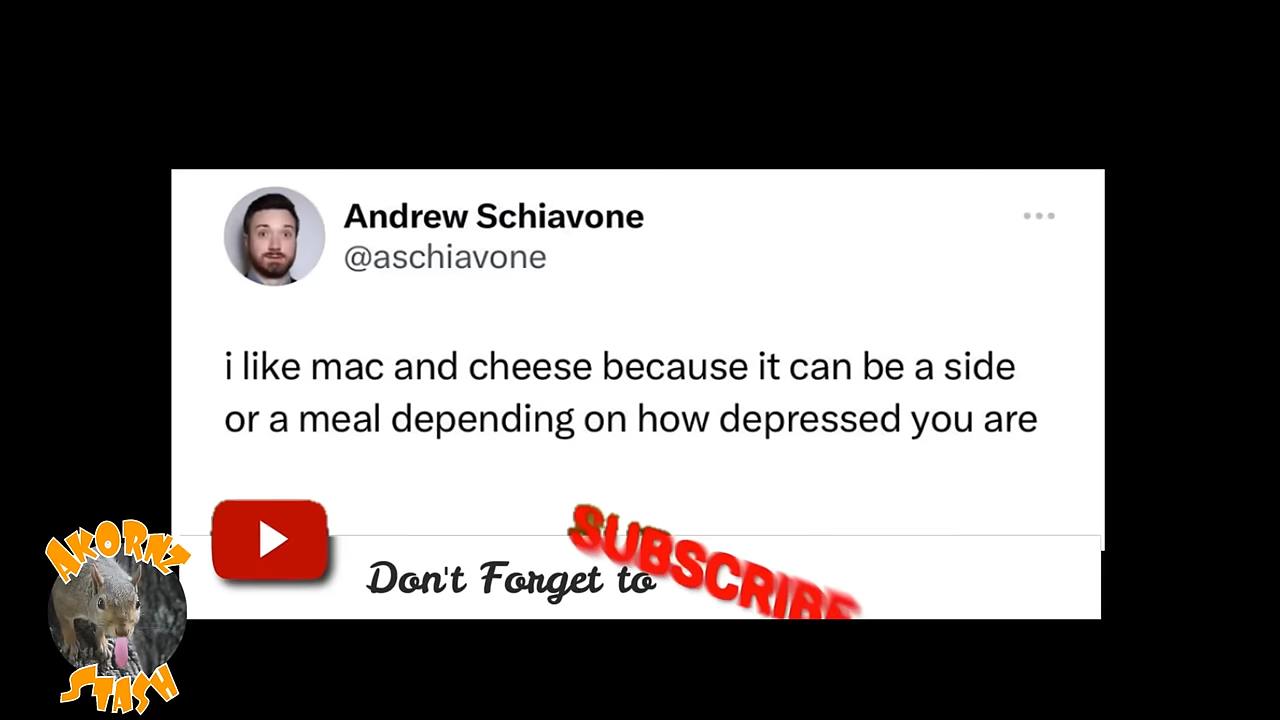 Andrew Schiavone
@aschiavone
i like mac and cheese because it can be a side
or a meal depending on how depressed you are
Don't Forget to SUBSCRIBE
AKORNZ
STASH